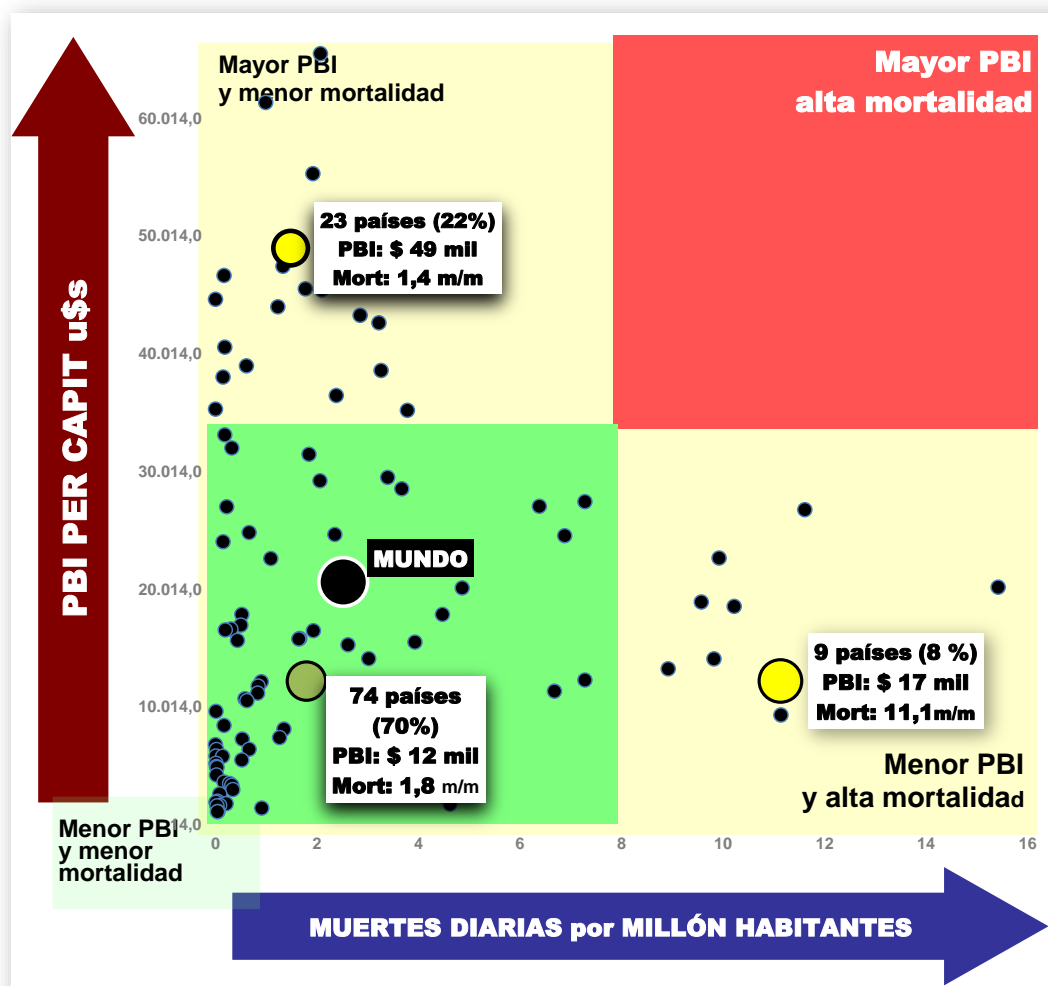 Mayor PBI
y menor mortalidad
Mayor PBI
alta mortalidad
60.014,0
50.014,0
40.014,0
30.014,0
20.014,0
10.014,0
14,0
PBI PER CAPIT u$s
23 países (22%)
PBI: $ 49 mil
Mort: 1,4 m/m
MUNDO
74 países
(70%)
PBI: $ 12 mil
Mort: 1,8 m/m
9 países (8 %)
PBI: $ 17 mil
Mort: 11,1m/m
Menor PBI
y alta mortalidad
Menor PBI
y menor
mortalidad
0 2 4 6 8 10 12 14 16
MUERTES DIARIAS por MILLÓN HABITANTES